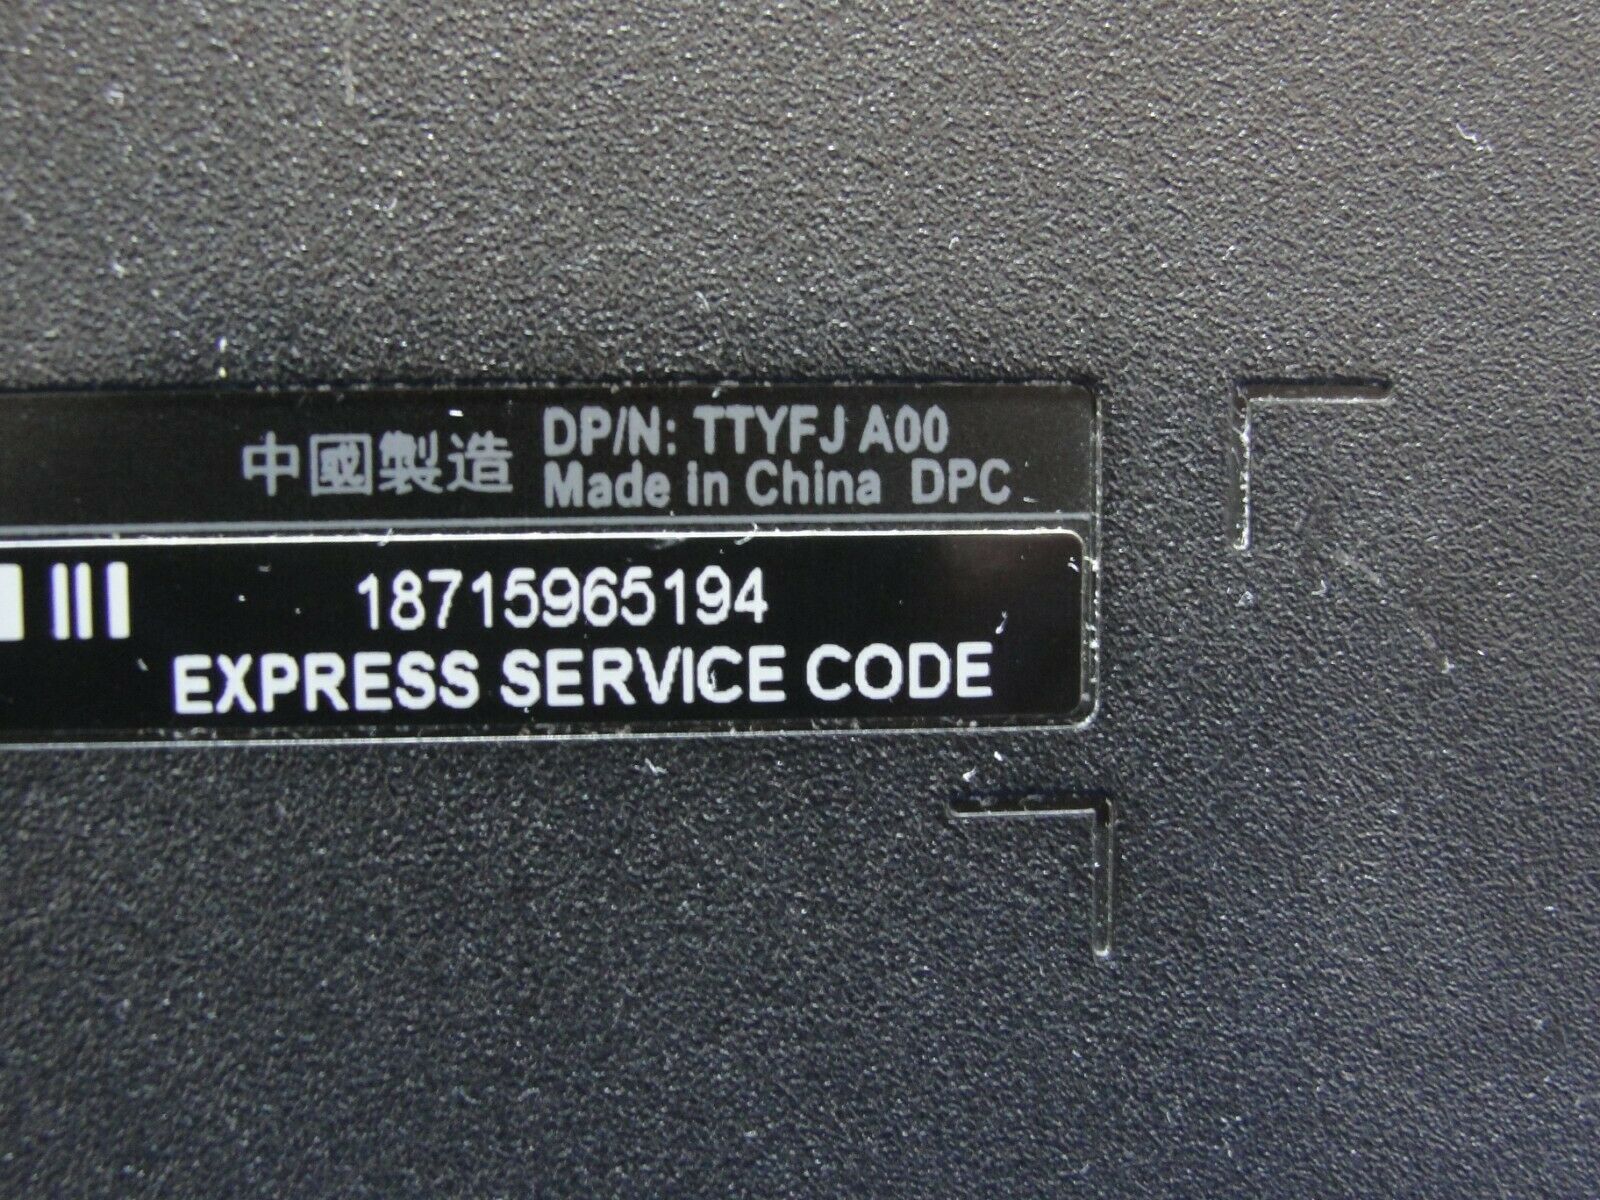 中國製造 DP/N: TTYFJ A00
Made in China DPC
18715965194
EXPRESS SERVICE CODE